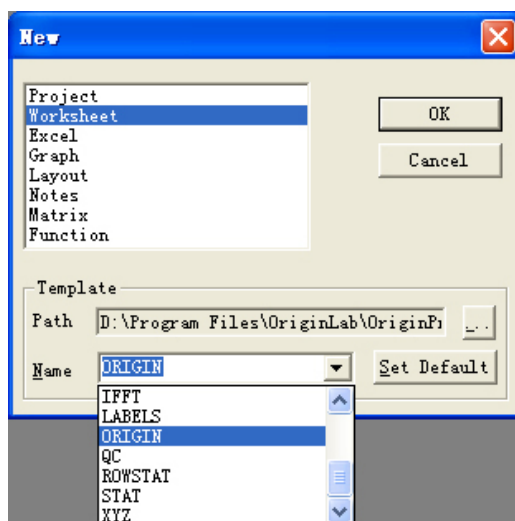 New
Project
Worksheet
Excel
Graph
Layout
Notes
Matrix
Function
OK
Cancel
Template
Path D:\Program Files\OriginLab\OriginPr ...
Name ORIGIN Set Default
IFFT
LABELS
ORIGIN
QC
ROWSTAT
STAT
XYZ